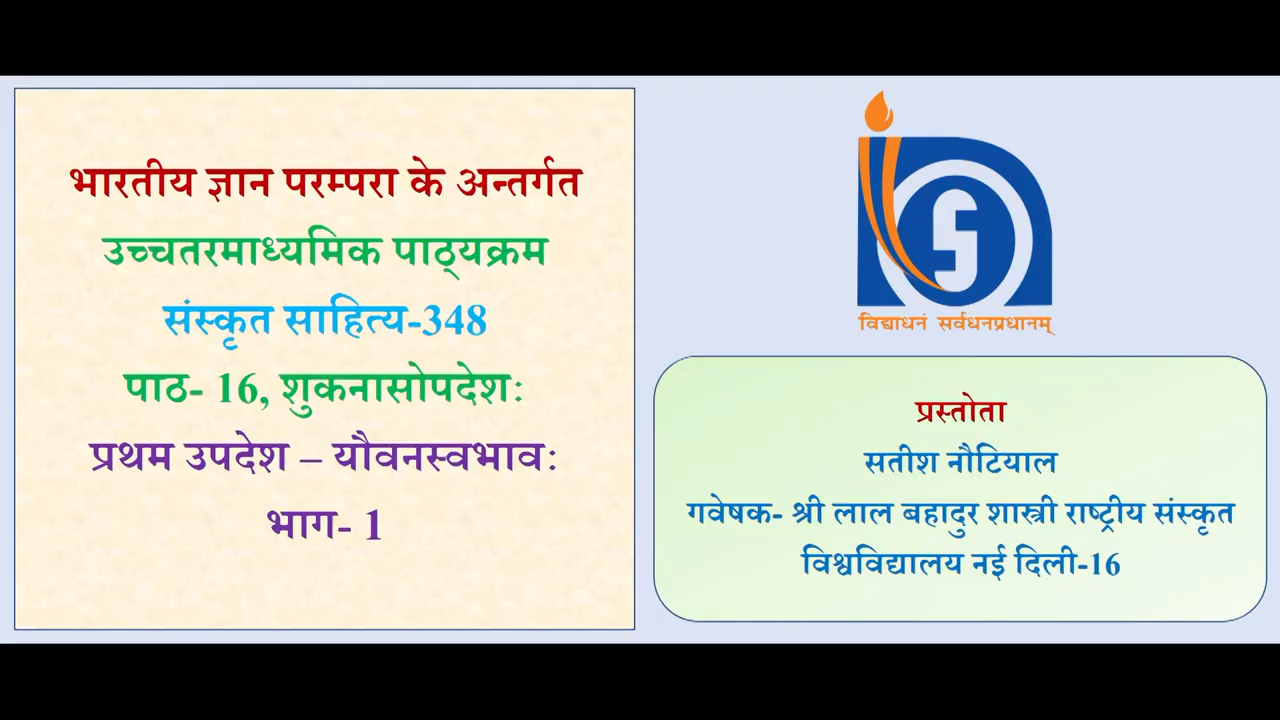 भारतीय ज्ञान परम्परा के अन्तर्गत
उच्चतरमाध्यमिक पाठ्यक्रम
संस्कृत साहित्य-348
पाठ- 16, शुकनासोपदेशः
प्रथम उपदेश – यौवनस्वभावः
भाग- 1
विद्याधनं सर्वधनप्रधानम्
प्रस्तोता
सतीश नौटियाल
गवेषक- श्री लाल बहादुर शास्त्री राष्ट्रीय संस्कृत
विश्वविद्यालय नई दिली-16